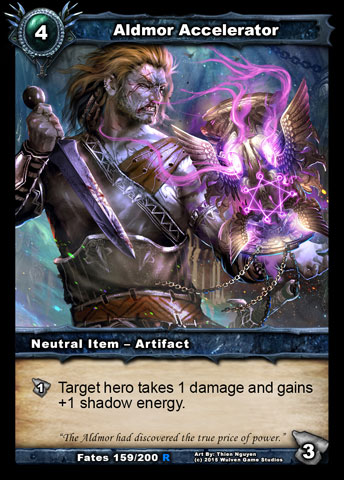 4
Aldmor Accelerator
Neutral Item – Artifact
1
Target hero takes 1 damage and gains
+1 shadow energy.
"The Aldmor had discovered the true price of power."
Fates 159/200 R
Art By: Thien Nguyen
(c) 2015 Wulven Game Studios
3